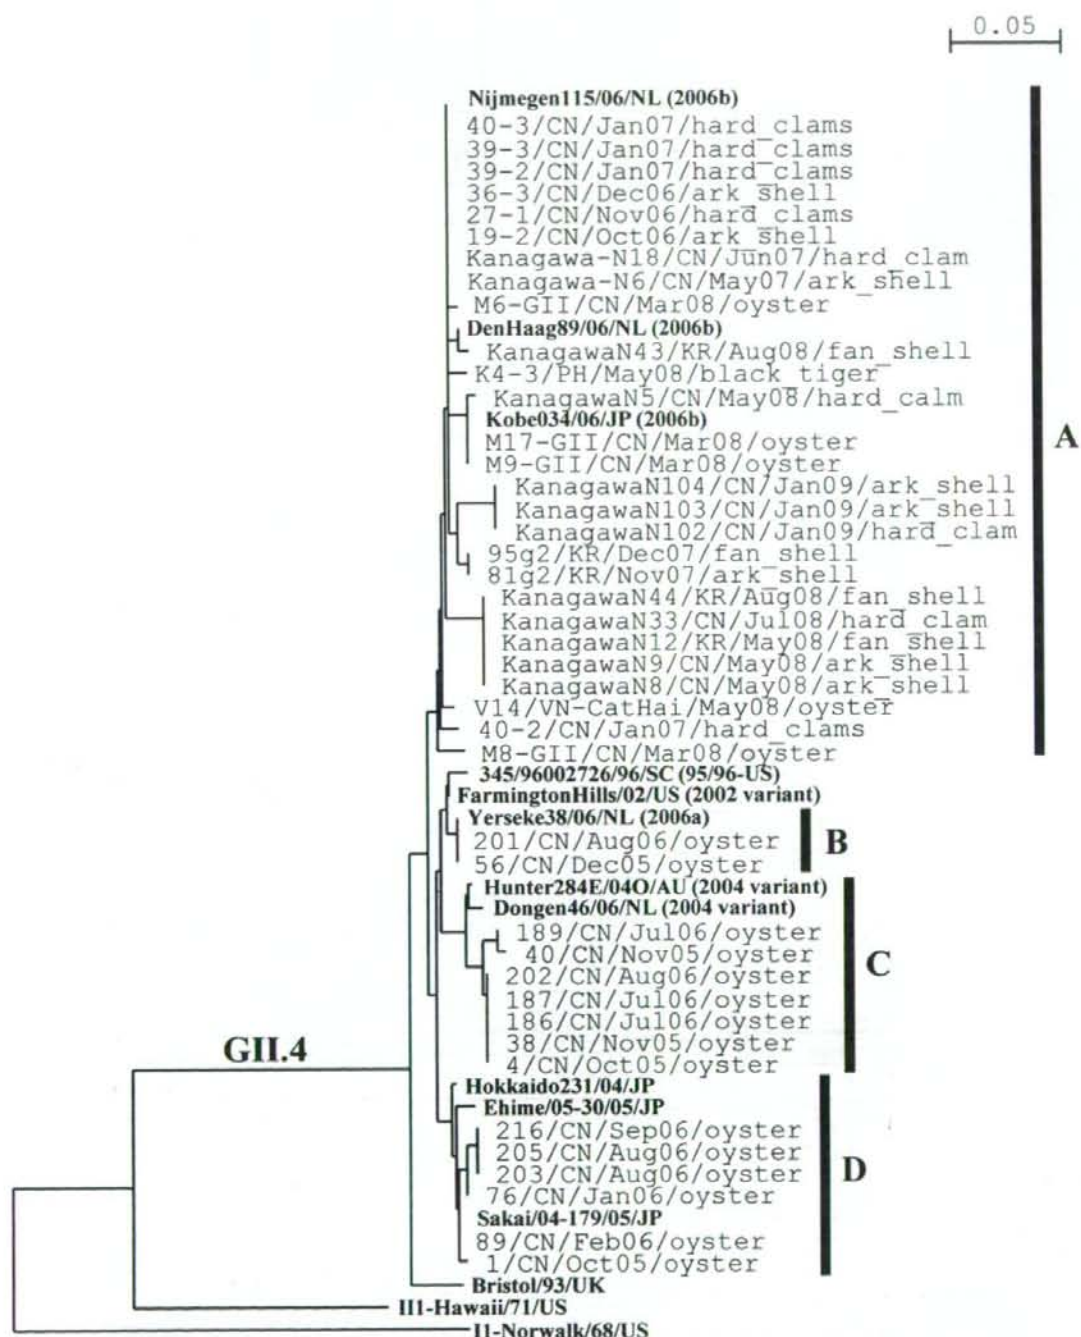 0.05
Nijmegen115/06/NL (2006b)
40-3/CN/Jan07/hard_clams
39-3/CN/Jan07/hard_clams
39-2/CN/Jan07/hard_clams
36-3/CN/Dec06/ark_shell
27-1/CN/Nov06/hard_clams
19-2/CN/Oct06/ark_shell
Kanagawa-N18/CN/Jun07/hard_clam
Kanagawa-N6/CN/May07/ark_shell
M6-GII/CN/Mar08/oyster
DenHaag89/06/NL (2006b)
KanagawaN43/KR/Aug08/fan_shell
K4-3/PH/May08/black_tiger
KanagawaN5/CN/May08/hard_calm
Kobe034/06/JP (2006b)
M17-GII/CN/Mar08/oyster
A
M9-GII/CN/Mar08/oyster
KanagawaN104/CN/Jan09/ark_shell
KanagawaN103/CN/Jan09/ark_shell
KanagawaN102/CN/Jan09/hard_clam
95g2/KR/Dec07/fan_shell
81g2/KR/Nov07/ark_shell
KanagawaN44/KR/Aug08/fan_shell
KanagawaN33/CN/Jul08/hard_clam
KanagawaN12/KR/May08/fan_shell
KanagawaN9/CN/May08/ark_shell
KanagawaN8/CN/May08/ark_shell
V14/VN-CatHai/May08/oyster
40-2/CN/Jan07/hard_clams
M8-GII/CN/Mar08/oyster
345/96002726/96/SC (95/96-US)
FarmingtonHills/02/US (2002 variant)
Yerseke38/06/NL (2006a)
201/CN/Aug06/oyster
B
56/CN/Dec05/oyster
Hunter284E/04O/AU (2004 variant)
Dongen46/06/NL (2004 variant)
189/CN/Jul06/oyster
40/CN/Nov05/oyster
C
202/CN/Aug06/oyster
187/CN/Jul06/oyster
186/CN/Jul06/oyster
38/CN/Nov05/oyster
GII.4
4/CN/Oct05/oyster
Hokkaido231/04/JP
Ehime/05-30/05/JP
216/CN/Sep06/oyster
205/CN/Aug06/oyster
203/CN/Aug06/oyster
D
76/CN/Jan06/oyster
Sakai/04-179/05/JP
89/CN/Feb06/oyster
1/CN/Oct05/oyster
Bristol/93/UK
II1-Hawaii/71/US
I1-Norwalk/68/US